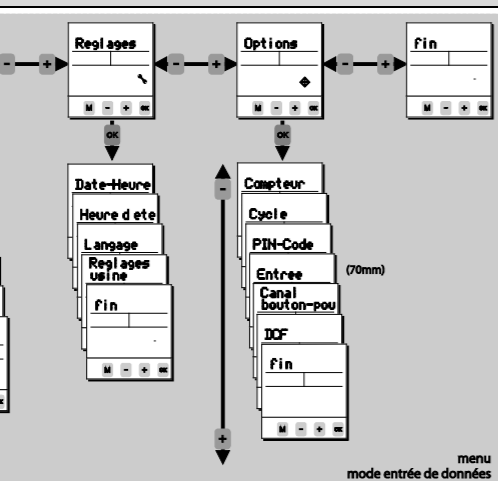 Reglages
Options
fin
- +
- +
- +
M - + OK
M - + OK
M - + OK
OK
OK
Date-Heure
Heure d ete
Langage
Reglages
usine
fin
M - + OK
-
Compteur
Cycle
PIN-Code
Entree
(70mm)
Canal
bouton-pou
DCF
fin
M - + OK
+
menu
mode entrée de données